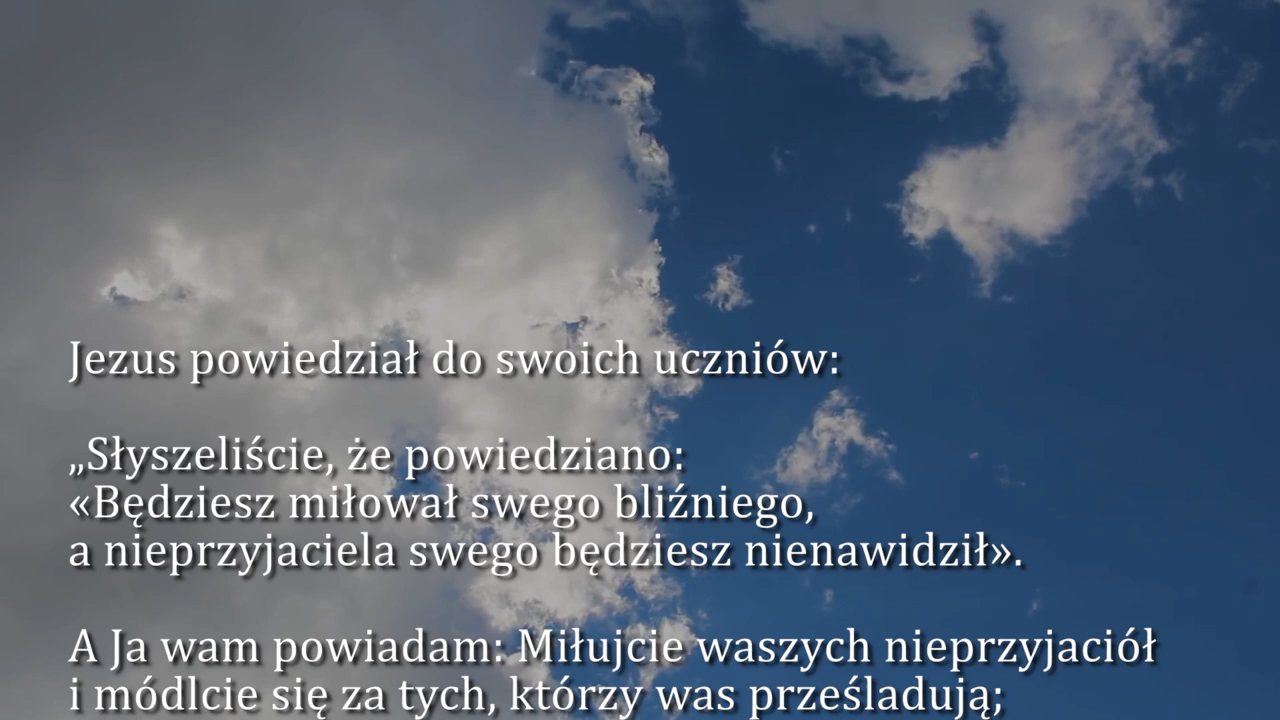 Jezus powiedział do swoich uczniów:
„Słyszeliście, że powiedziano:
«Będziesz miłował swego bliźniego,
a nieprzyjaciela swego będziesz nienawidził».
A Ja wam powiadam: Miłujcie waszych nieprzyjaciół
i módlcie się za tych, którzy was prześladują;